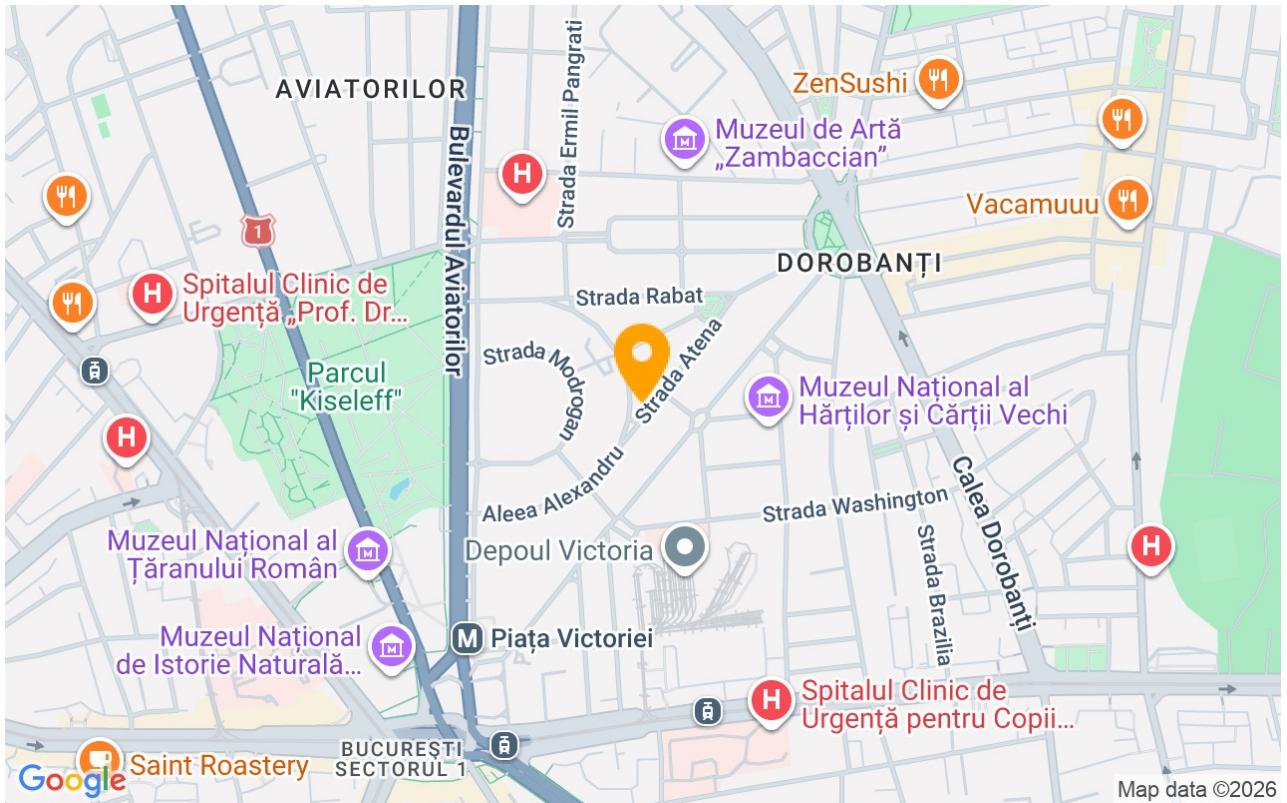 AVIATORILOR
Strada Ermil Pangrati
ZenSushi
Muzeul de Artă
„Zambaccian”
Bulevardul Aviatorilor
H
Vacamuuu
1
DOROBANȚI
H
Spitalul Clinic de
Urgență „Prof. Dr...
Strada Rabat
Strada Atena
Strada Modrogan
Parcul
"Kiseleff"
Muzeul Național al
Hărților și Cărții Vechi
H
Aleea Alexandru
Calea Dorobanți
Strada Washington
Muzeul Național al
Țăranului Român
Depoul Victoria
Strada Brazilia
H
Muzeul Național
de Istorie Naturală...
M
Piața Victoriei
H
Spitalul Clinic de
Urgență pentru Copii...
BUCUREȘTI
SECTORUL 1
Saint Roastery
Google
Map data ©2026